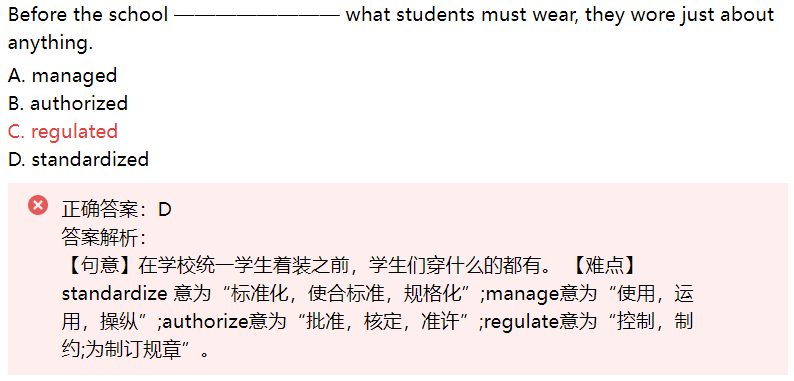 Before the school ———————— what students must wear, they wore just about
anything.
A. managed
B. authorized
C. regulated
D. standardized
正确答案：D
答案解析：
【句意】在学校统一学生着装之前，学生们穿什么的都有。 【难点】
standardize 意为“标准化，使合标准，规格化”;manage意为“使用，运
用，操纵”;authorize意为“批准，核定，准许”;regulate意为“控制，制
约;为制订规章”。